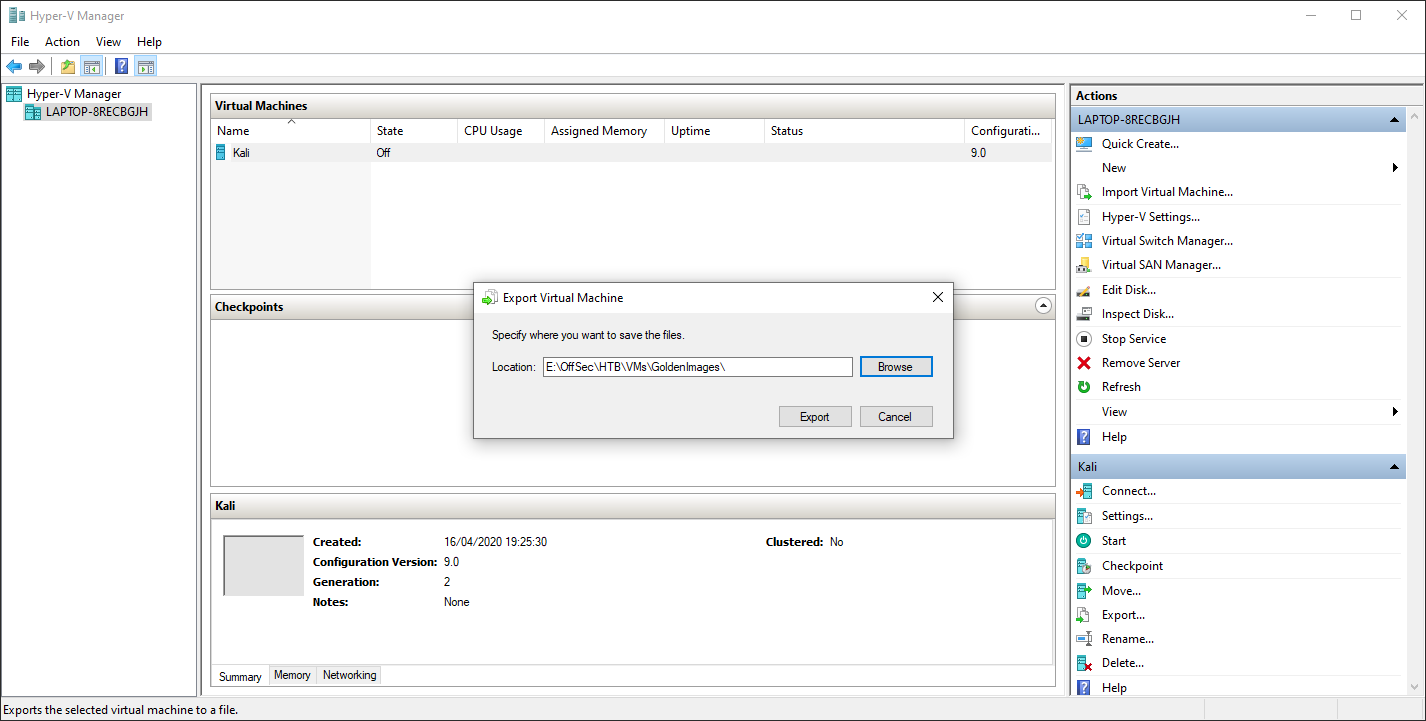 Hyper-V Manager
File Action View Help
Hyper-V Manager
LAPTOP-8RECBGJH
Virtual Machines
Name State CPU Usage Assigned Memory Uptime Status Configurati...
Kali Off 9.0
Checkpoints
Export Virtual Machine
Specify where you want to save the files.
Location: E:\OffSec\HTB\VMs\GoldenImages\ Browse
Export Cancel
Kali
Created: 16/04/2020 19:25:30 Clustered: No
Configuration Version: 9.0
Generation: 2
Notes: None
Summary Memory Networking
Actions
LAPTOP-8RECBGJH
Quick Create...
New
Import Virtual Machine...
Hyper-V Settings...
Virtual Switch Manager...
Virtual SAN Manager...
Edit Disk...
Inspect Disk...
Stop Service
Remove Server
Refresh
View
Help
Kali
Connect...
Settings...
Start
Checkpoint
Move...
Export...
Rename...
Delete...
Help
Exports the selected virtual machine to a file.